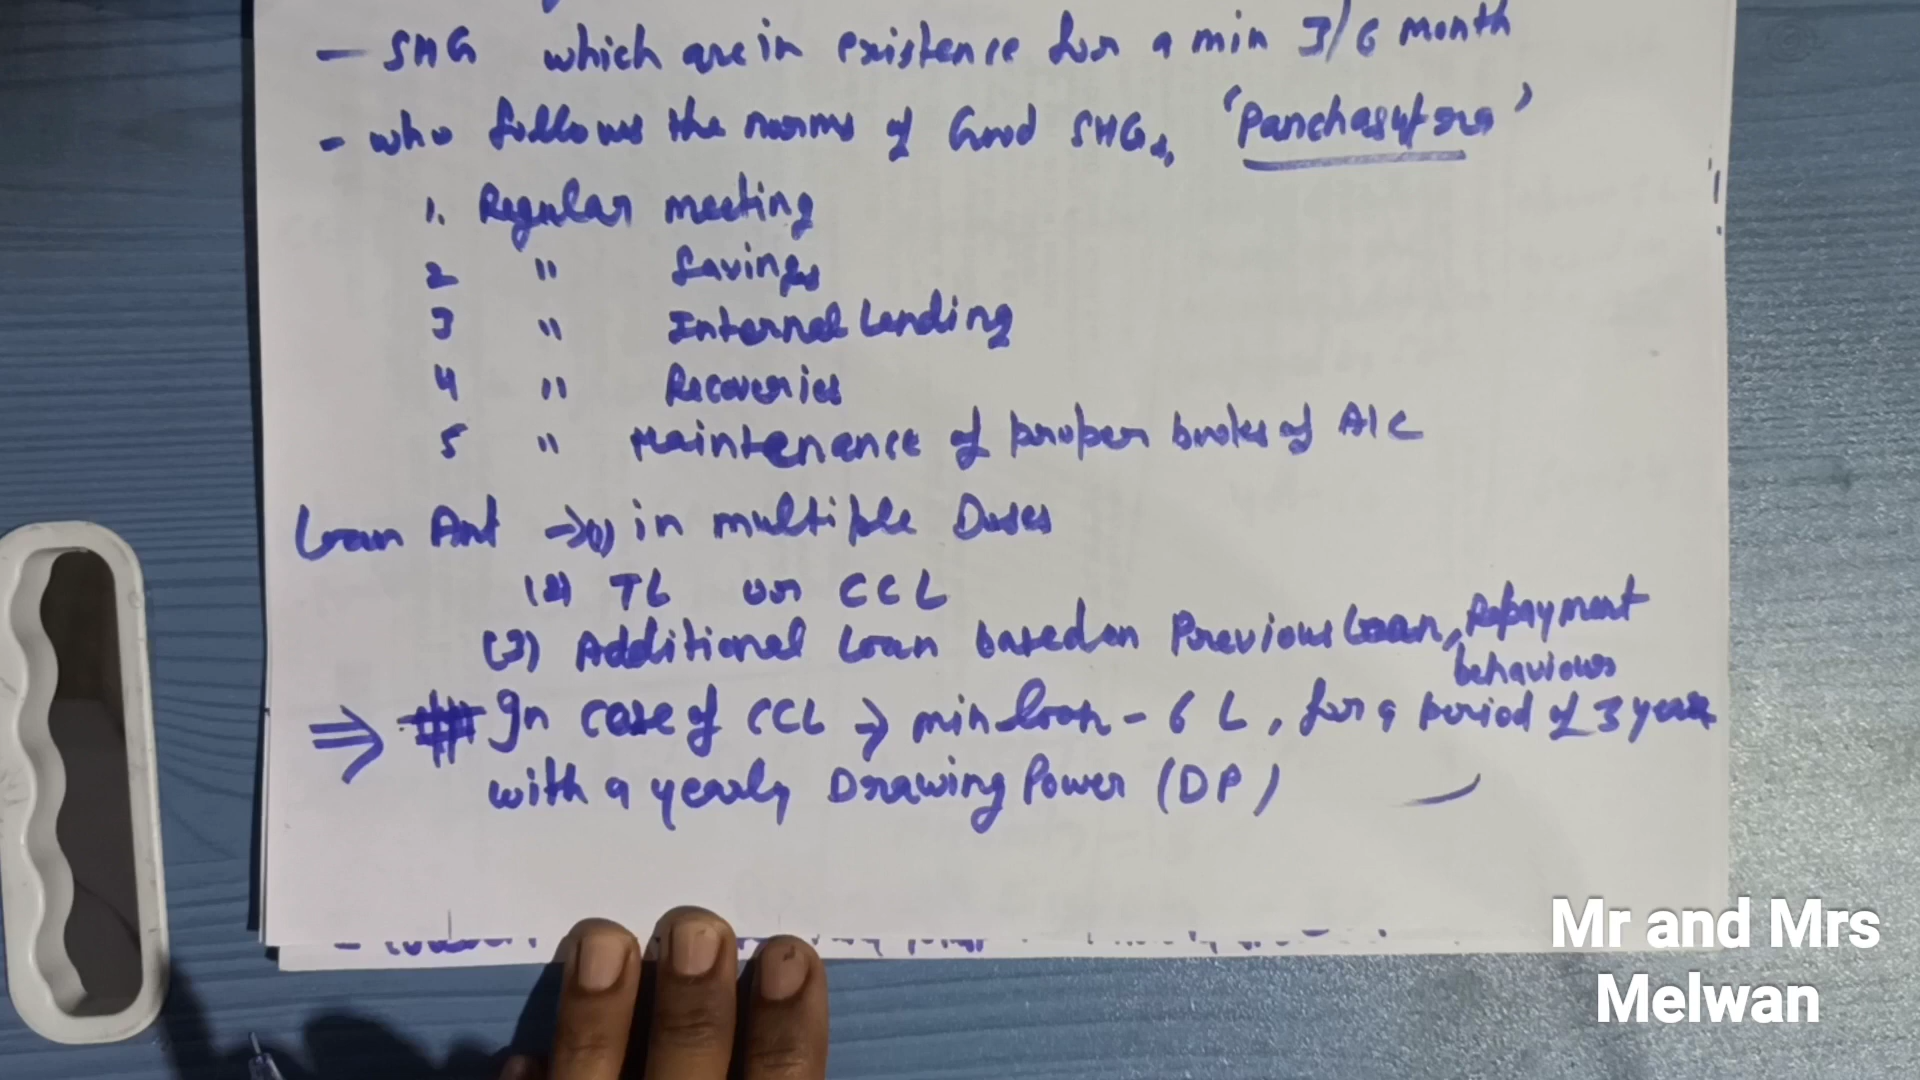 - SHG which are in existence for a min 3/6 month
- who follows the norms of Good SHGs, 'Panchasutra'
1. Regular meeting
2 " Savings
3 " Internal Lending
4 " Recoveries
5 " Maintenance of proper books of A/C
Loan Amt → (1) in multiple Doses
(2) TL or CCL
(3) Additional Loan based on Previous Loan, Repayment
behaviour
⇒ In case of CCL → min loan - 6 L, for a period of 3 year
with a yearly Drawing Power (DP)
Mr and Mrs
Melwan